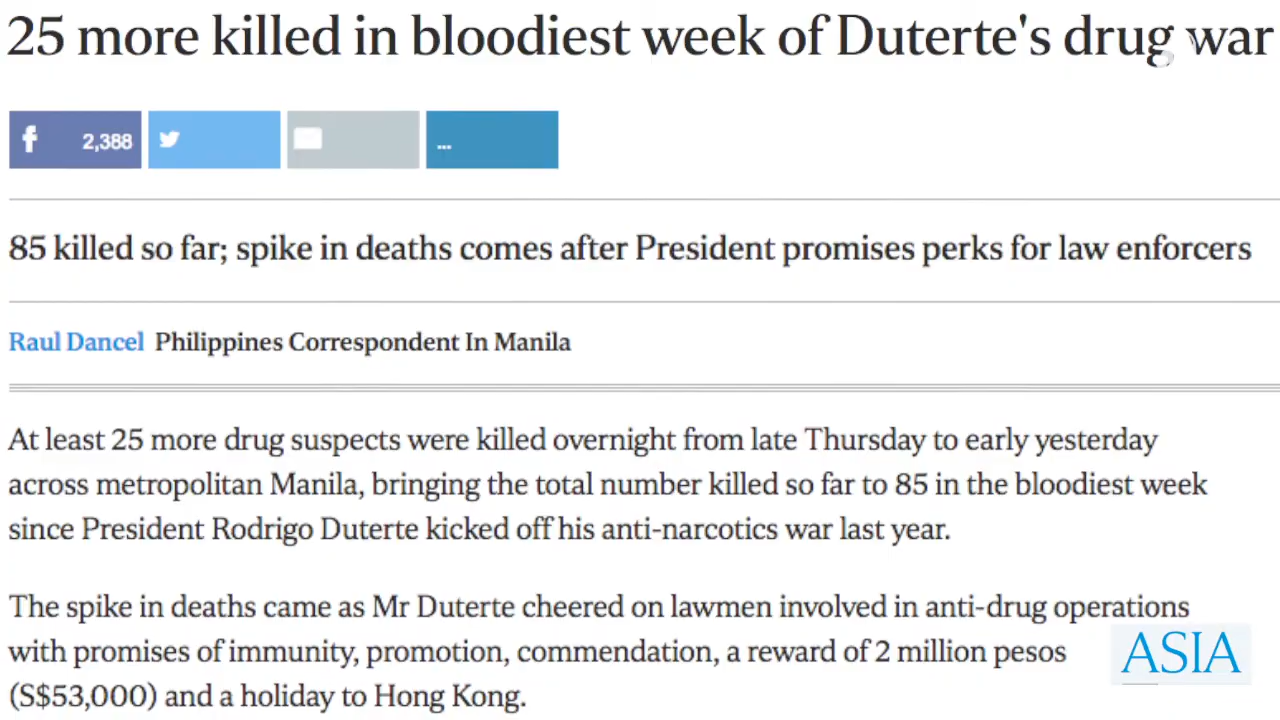 25 more killed in bloodiest week of Duterte's drug war
f 2,388 ...
85 killed so far; spike in deaths comes after President promises perks for law enforcers
Raul Dancel Philippines Correspondent In Manila
At least 25 more drug suspects were killed overnight from late Thursday to early yesterday
across metropolitan Manila, bringing the total number killed so far to 85 in the bloodiest week
since President Rodrigo Duterte kicked off his anti-narcotics war last year.
The spike in deaths came as Mr Duterte cheered on lawmen involved in anti-drug operations
with promises of immunity, promotion, commendation, a reward of 2 million pesos
(S$53,000) and a holiday to Hong Kong.
ASIA